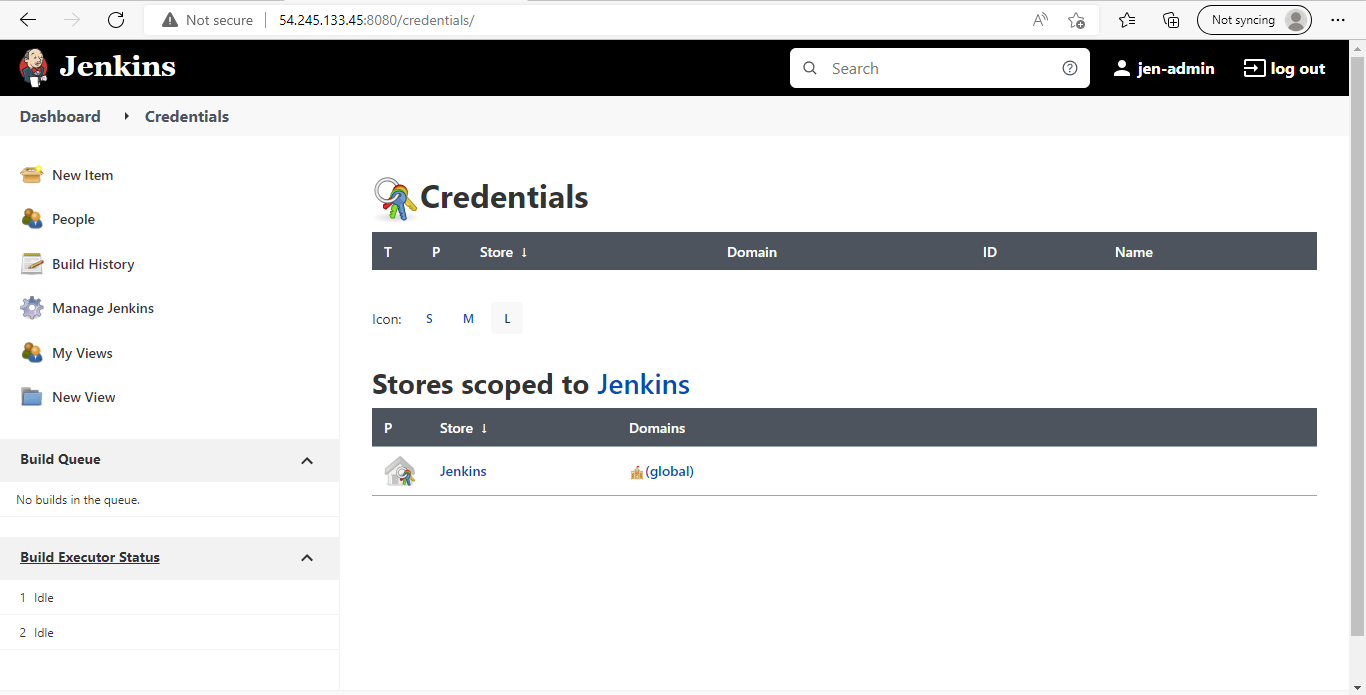 Not secure 54.245.133.45:8080/credentials/ Not syncing
Jenkins Search jen-admin log out
Dashboard Credentials
New Item
People
Build History
Manage Jenkins
My Views
New View
Build Queue
No builds in the queue.
Build Executor Status
1 Idle
2 Idle
Credentials
T P Store ↓ Domain ID Name
Icon: S M L
Stores scoped to Jenkins
P Store ↓ Domains
Jenkins (global)